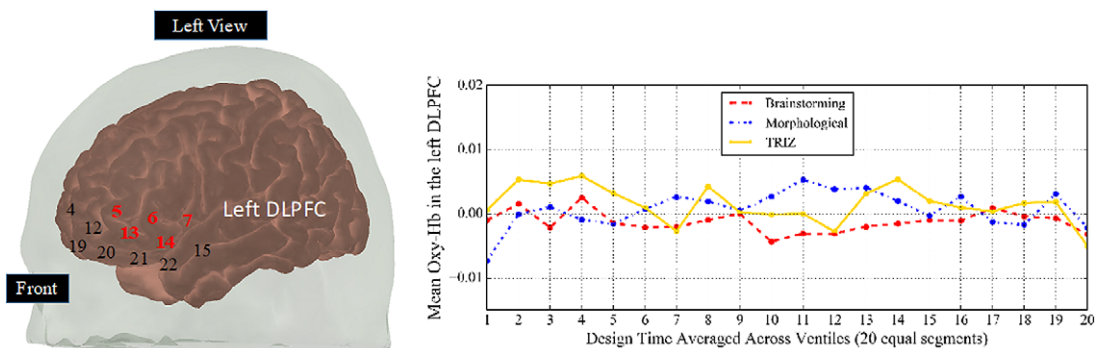 Left View
4
5
6
7
12
13
14
15
19
20
21
22
Left DLPFC
Front
Mean Oxy-Hb in the left DLPFC
0.02
0.01
0.00
−0.01
Brainstorming
Morphological
TRIZ
1 2 3 4 5 6 7 8 9 10 11 12 13 14 15 16 17 18 19 20
Design Time Averaged Across Ventiles (20 equal segments)